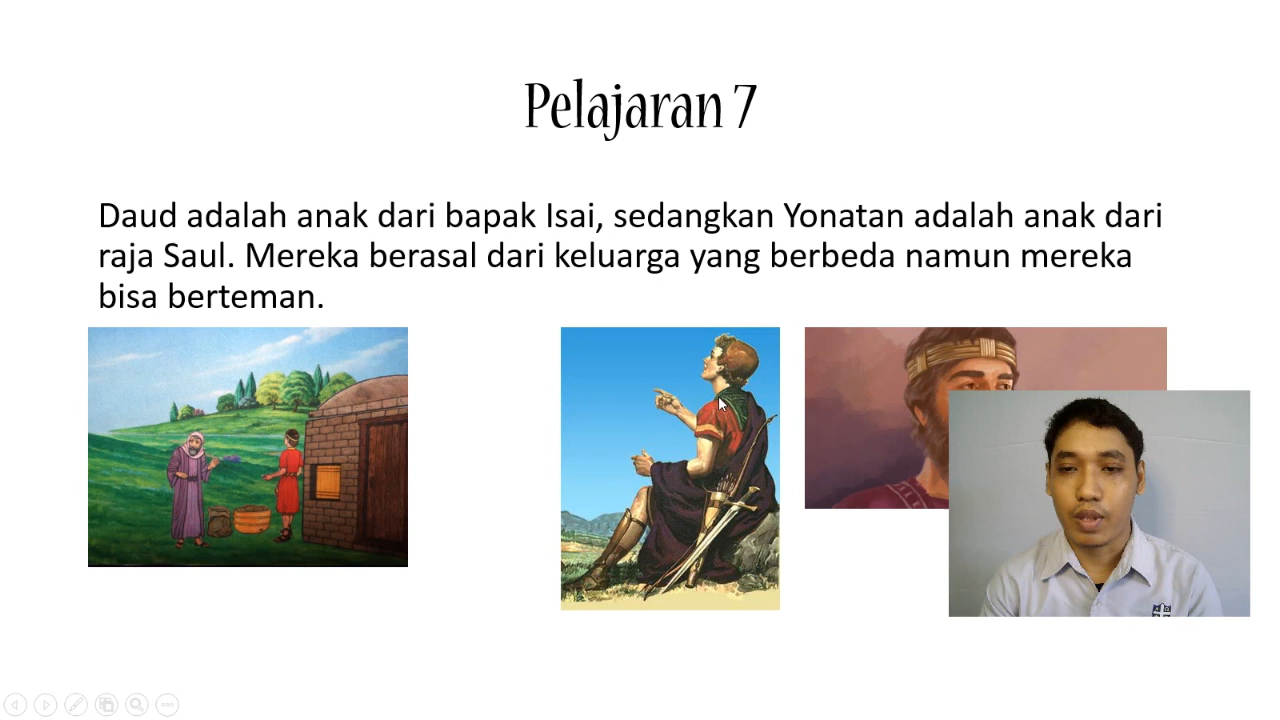 Pelajaran 7
Daud adalah anak dari bapak Isai, sedangkan Yonatan adalah anak dari
raja Saul. Mereka berasal dari keluarga yang berbeda namun mereka
bisa berteman.